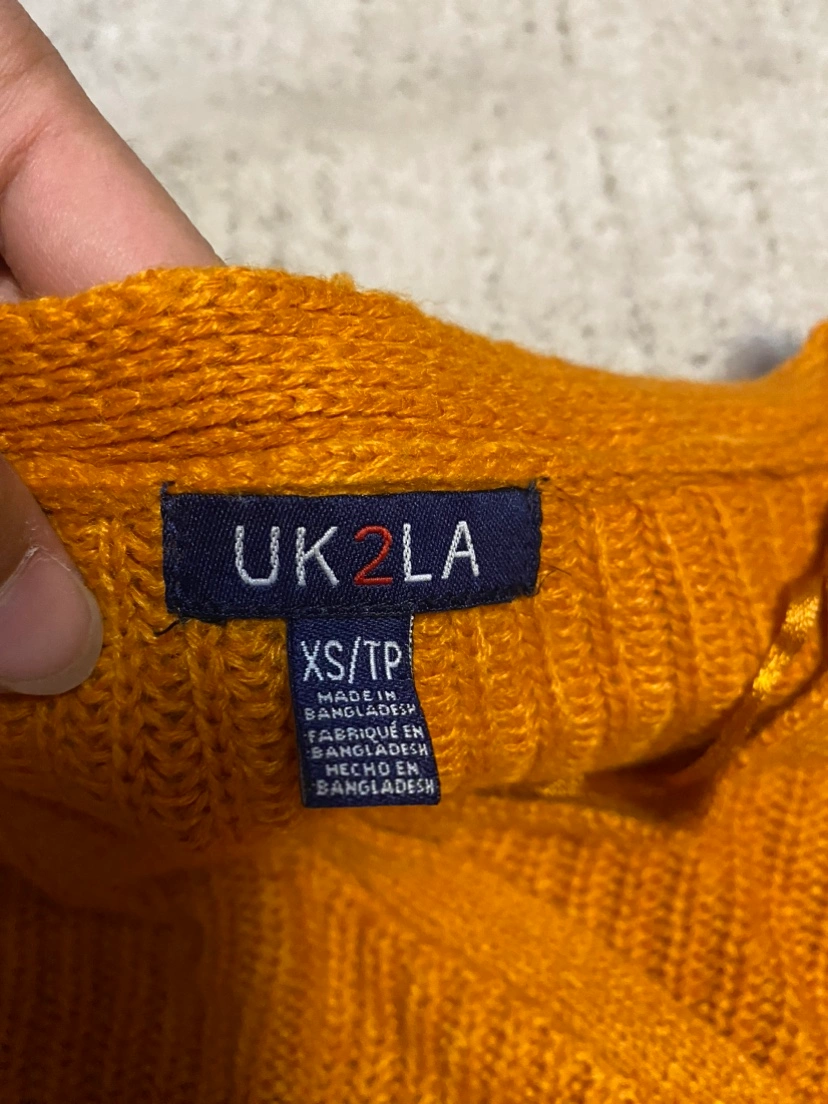 UK2LA
XS/TP
MADE IN
BANGLADESH
FABRIQUÉ EN
BANGLADESH
HECHO EN
BANGLADESH